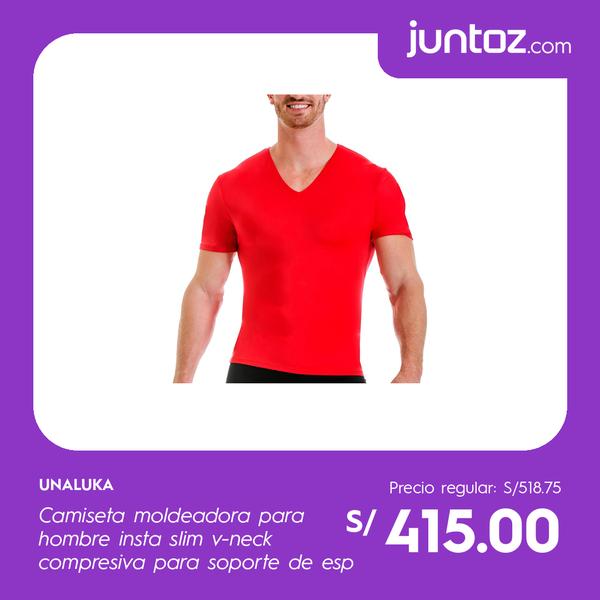 juntoz.com
UNALUKA
Camiseta moldeadora para
hombre insta slim v-neck
compresiva para soporte de esp
Precio regular: S/518.75
S/ 415.00